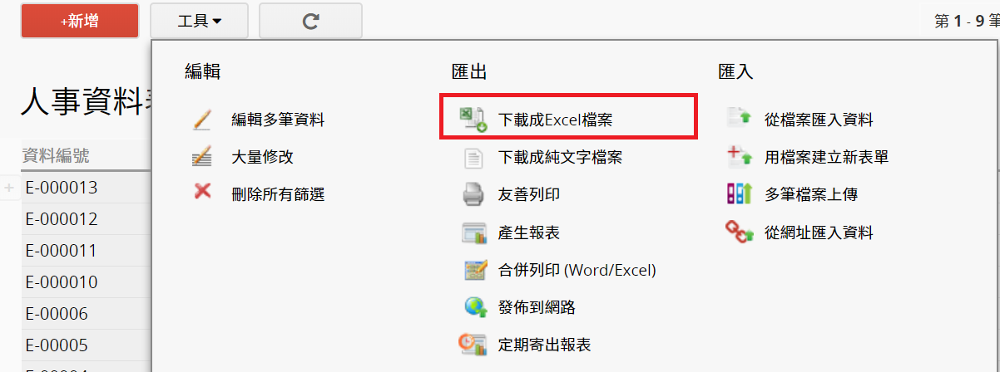 +新增
工具
第 1 - 9 筆
人事資料
資料編號
E-000013
E-000012
E-000011
E-000010
E-00006
E-00005
編輯
編輯多筆資料
大量修改
刪除所有篩選
匯出
下載成Excel檔案
下載成純文字檔案
友善列印
產生報表
合併列印 (Word/Excel)
發佈到網路
定期寄出報表
匯入
從檔案匯入資料
用檔案建立新表單
多筆檔案上傳
從網址匯入資料